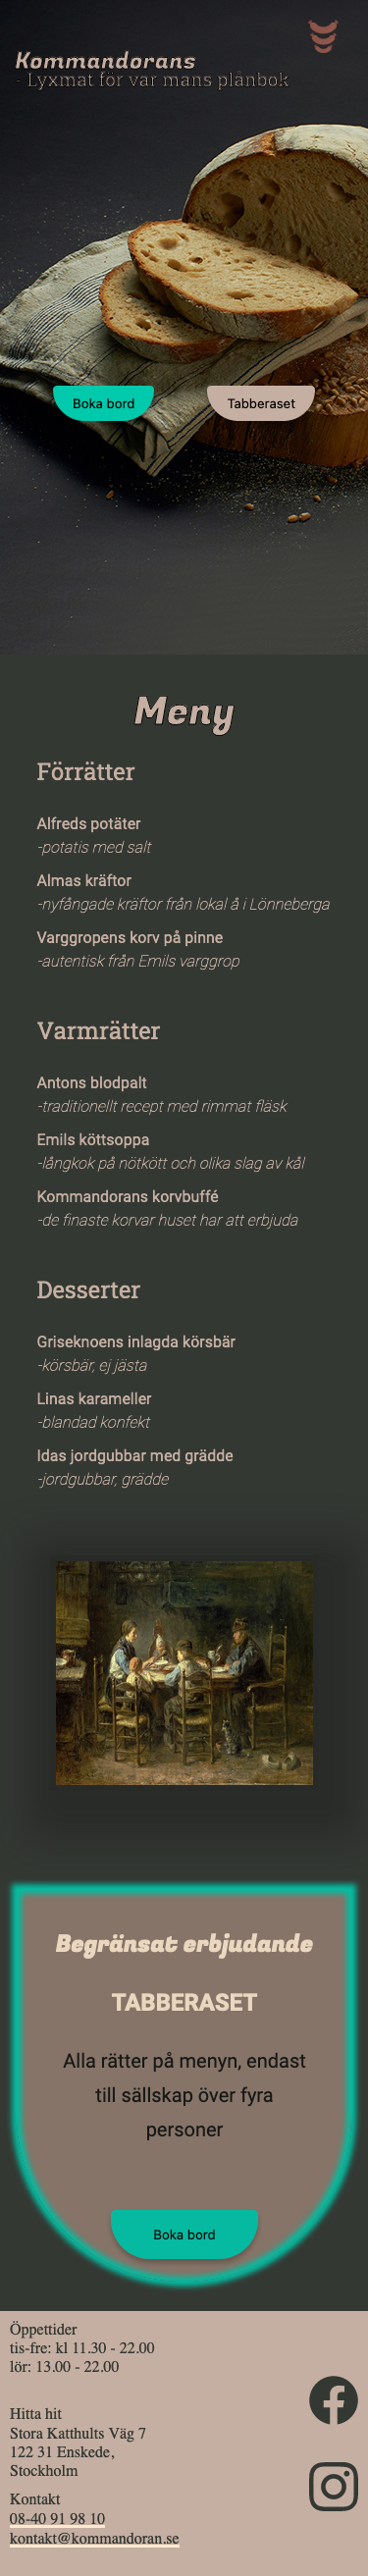 Kommandorans
- Lyxmat för var mans plånbok
Boka bord
Tabberaset
Meny
Förrätter
Alfreds potäter
-potatis med salt
Almas kräftor
-nyfångade kräftor från lokal å i Lönneberga
Varggropens korv på pinne
-autentisk från Emils varggrop
Varmrätter
Antons blodpalt
-traditionellt recept med rimmat fläsk
Emils köttsoppa
-långkok på nötkött och olika slag av kål
Kommandorans korvbuffé
-de finaste korvar huset har att erbjuda
Desserter
Griseknoens inlagda körsbär
-körsbär, ej jästa
Linas karameller
-blandad konfekt
Idas jordgubbar med grädde
-jordgubbar, grädde
Begränsat erbjudande
TABBERASET
Alla rätter på menyn, endast
till sällskap över fyra
personer
Boka bord
Öppettider
tis-fre: kl 11.30 - 22.00
lör: 13.00 - 22.00
Hitta hit
Stora Katthults Väg 7
122 31 Enskede,
Stockholm
Kontakt
08-40 91 98 10
kontakt@kommandoran.se